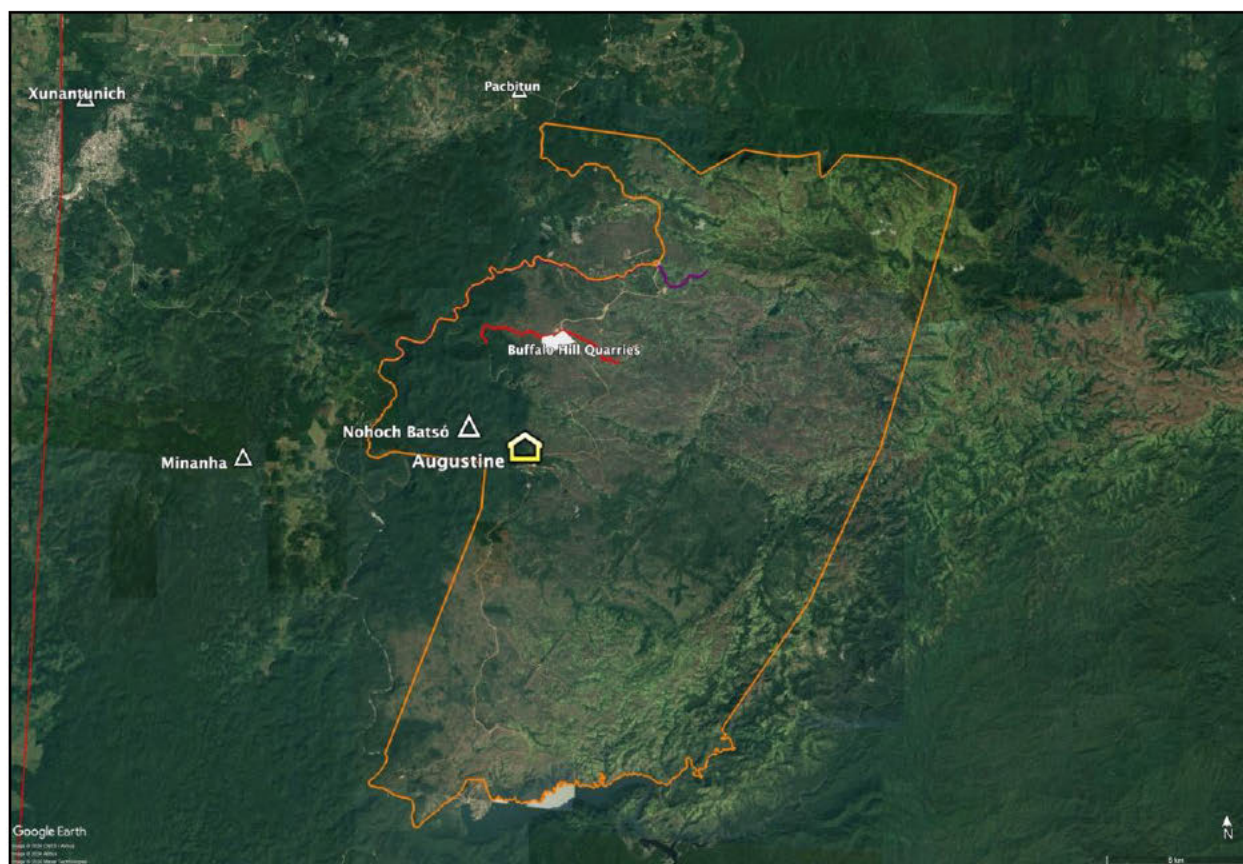 Xunantunich
Pacbitun
Buffalo Hill Quarries
Nohoch Batsó
Augustine
Minanha
Google Earth
N